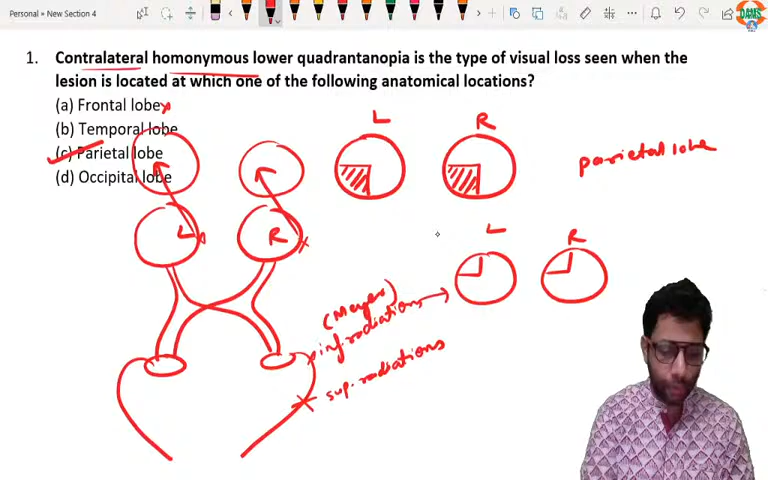 Personal » New Section 4
DAMS
1. Contralateral homonymous lower quadrantanopia is the type of visual loss seen when the
lesion is located at which one of the following anatomical locations?
(a) Frontal lobe
(b) Temporal lobe
(c) Parietal lobe
(d) Occipital lobe
L R
parietal lobe
L R
L R
(Meyers)
inf. radiations
sup. radiations